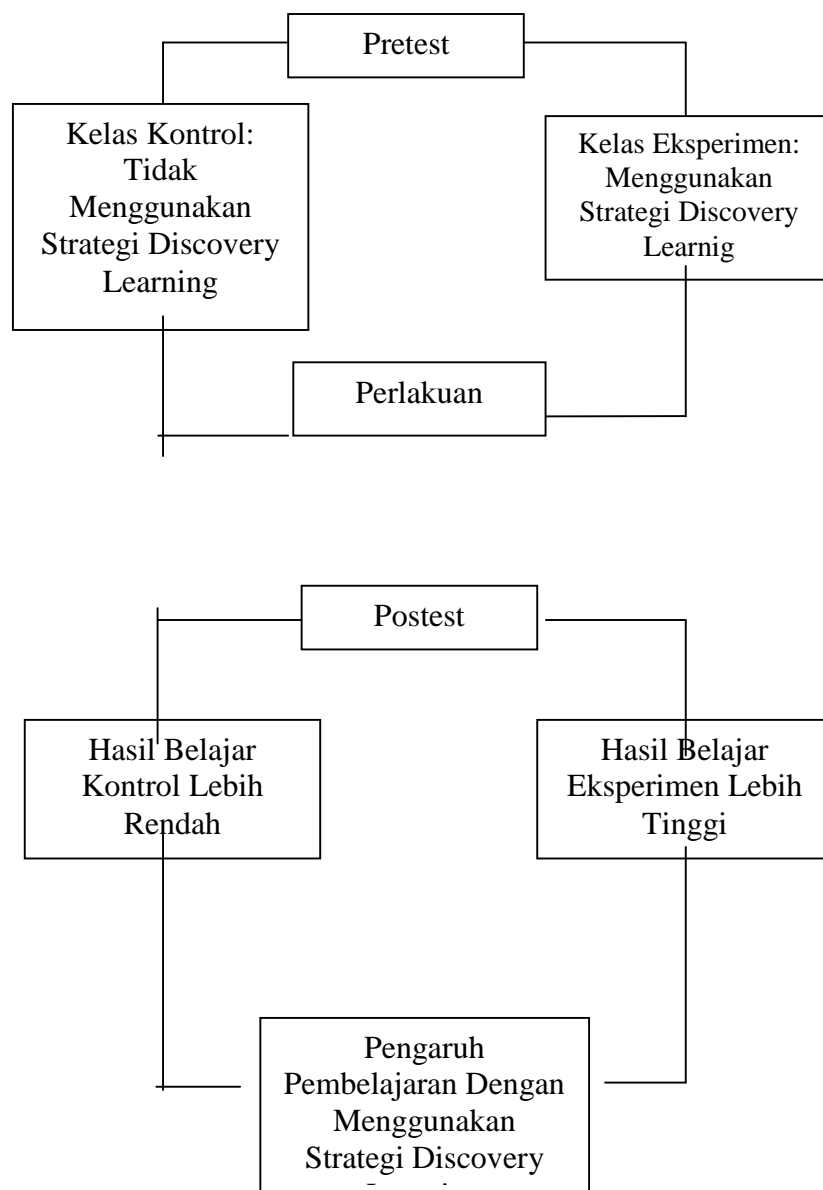 Pretest
Kelas Kontrol:
Tidak
Menggunakan
Strategi Discovery
Learning
Kelas Eksperimen:
Menggunakan
Strategi Discovery
Learnig
Perlakuan
Postest
Hasil Belajar
Kontrol Lebih
Rendah
Hasil Belajar
Eksperimen Lebih
Tinggi
Pengaruh
Pembelajaran Dengan
Menggunakan
Strategi Discovery